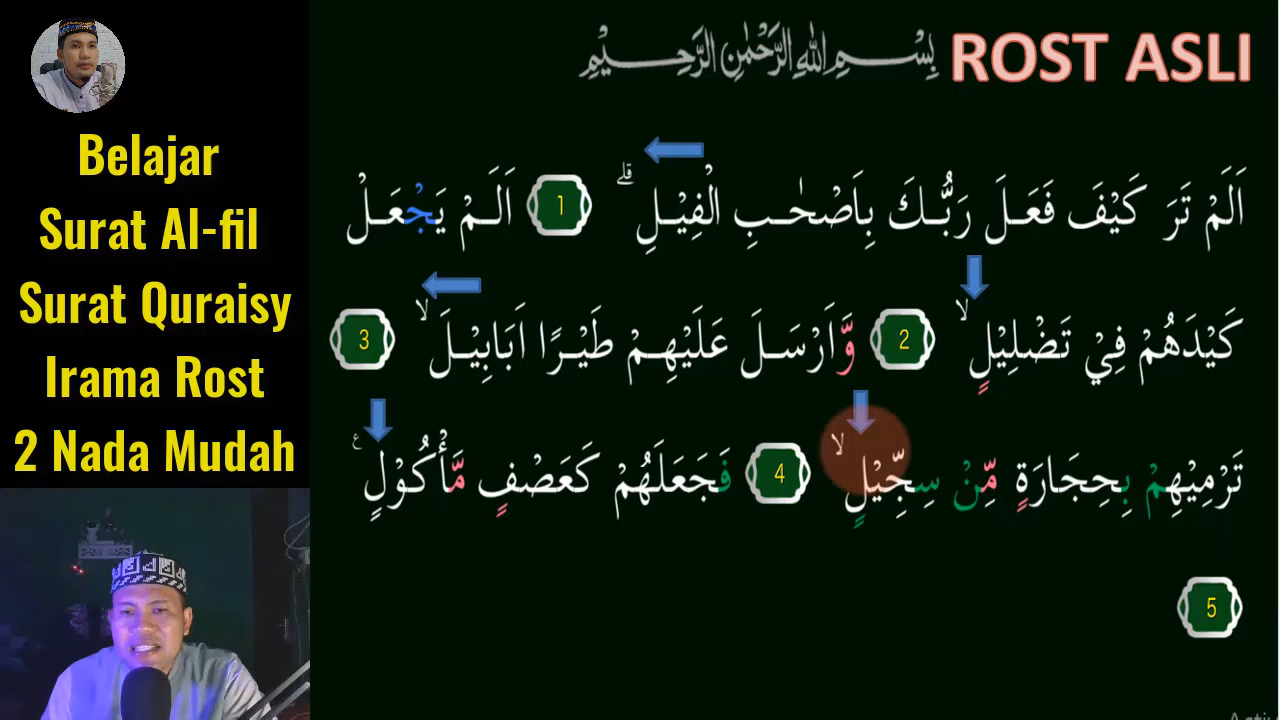 Belajar
Surat Al-fil
Surat Quraisy
Irama Rost
2 Nada Mudah
بِسْمِ اللهِ الرَّحْمٰنِ الرَّحِيْمِ ROST ASLI
اَلَمْ تَرَ كَيْفَ فَعَلَ رَبُّكَ بِاَصْحٰبِ الْفِيْلِۗ 1 اَلَمْ يَجْعَلْ
كَيْدَهُمْ فِيْ تَضْلِيْلٍۙ 2 وَّاَرْسَلَ عَلَيْهِمْ طَيْرًا اَبَابِيْلَۙ 3
تَرْمِيْهِمْ بِحِجَارَةٍ مِّنْ سِجِّيْلٍۙ 4 فَجَعَلَهُمْ كَعَصْفٍ مَّأْكُوْلٍ ع
5